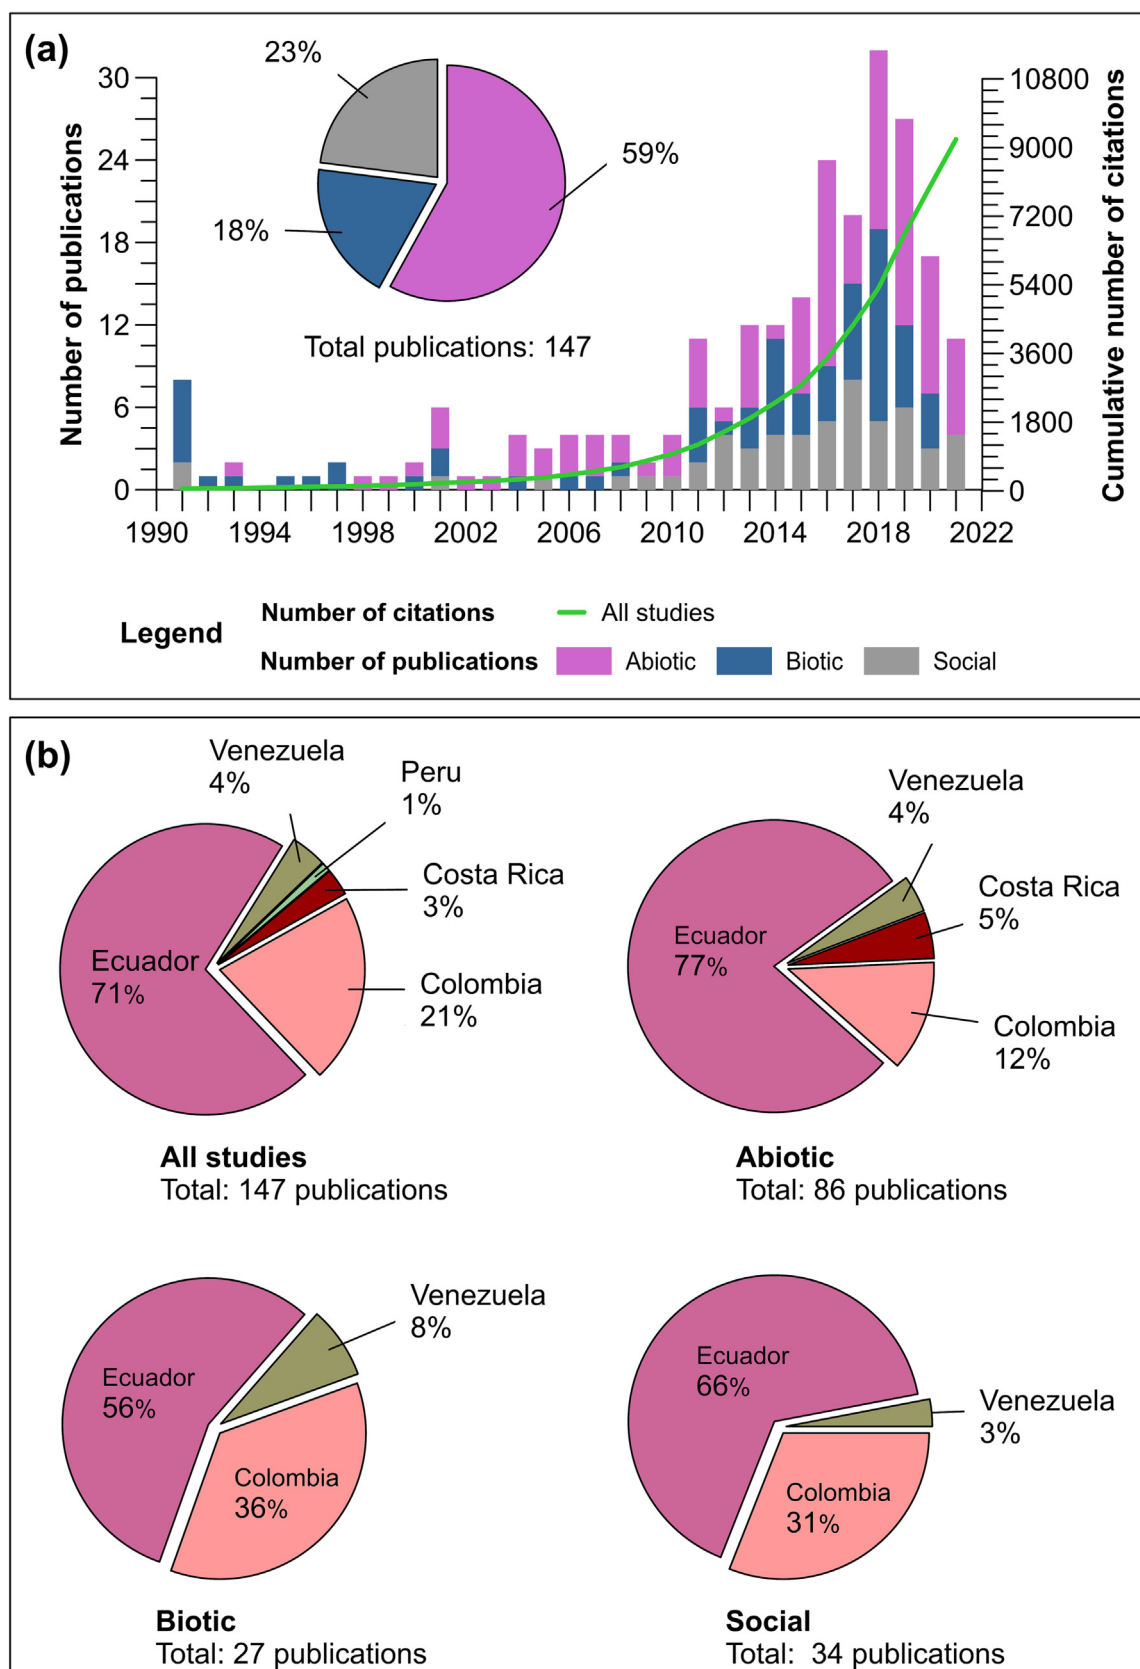 (a)
23%
59%
18%
Total publications: 147
Number of publications
30
24
18
12
6
0
Cumulative number of citations
10800
9000
7200
5400
3600
1800
0
1990 1994 1998 2002 2006 2010 2014 2018 2022
Legend
Number of citations All studies
Number of publications Abiotic Biotic Social
(b)
Venezuela
4%
Peru
1%
Costa Rica
3%
Ecuador
71%
Colombia
21%
All studies
Total: 147 publications
Venezuela
4%
Costa Rica
5%
Ecuador
77%
Colombia
12%
Abiotic
Total: 86 publications
Venezuela
8%
Ecuador
56%
Colombia
36%
Biotic
Total: 27 publications
Ecuador
66%
Venezuela
3%
Colombia
31%
Social
Total: 34 publications